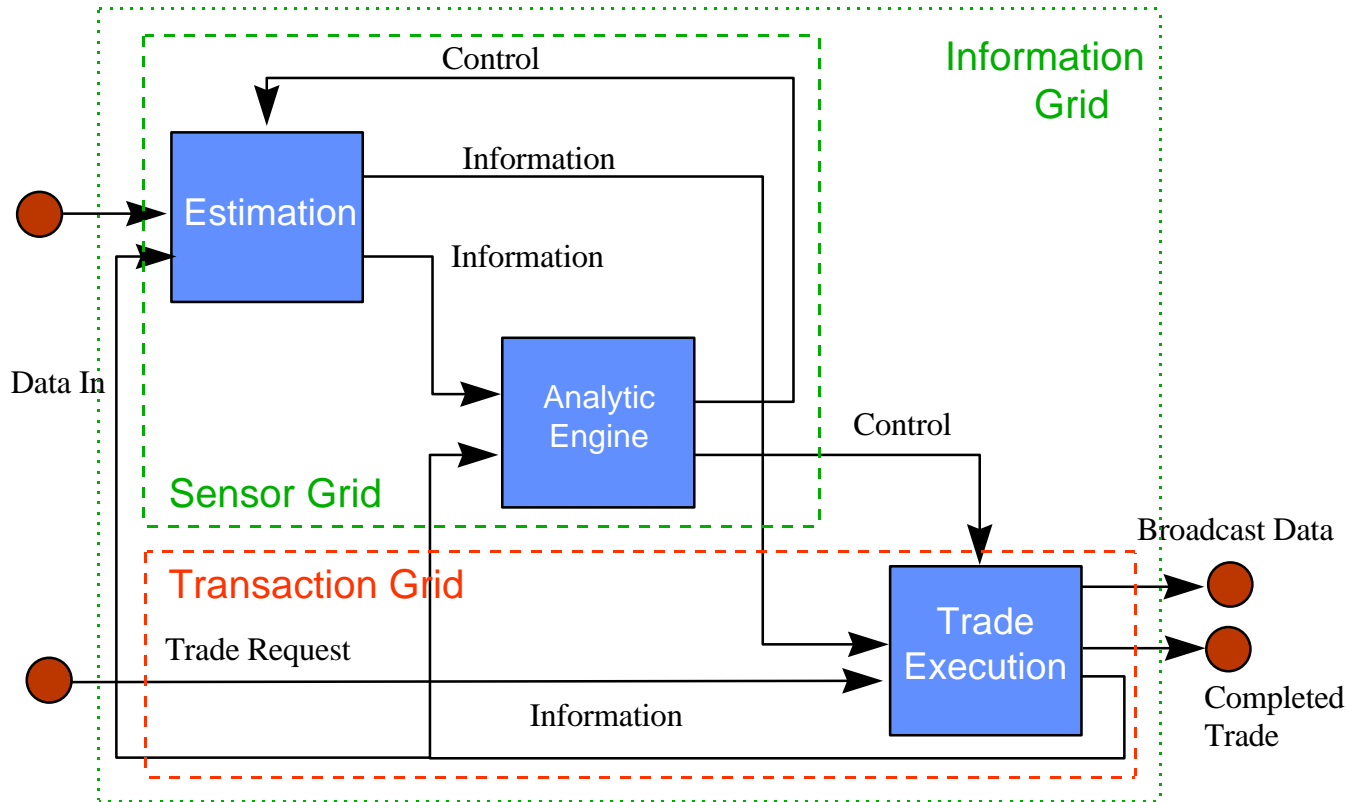 Control
Information
Grid
Information
Estimation
Information
Data In
Analytic
Engine
Control
Sensor Grid
Broadcast Data
Transaction Grid
Trade
Execution
Trade Request
Information
Completed
Trade